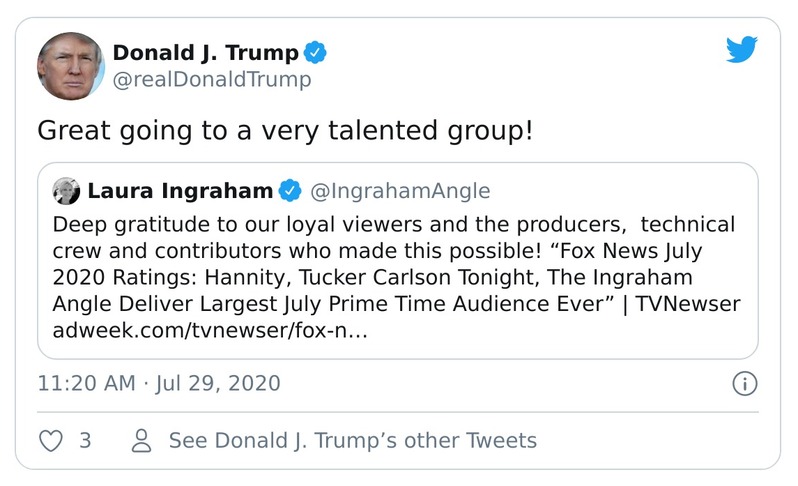 Donald J. Trump
@realDonaldTrump
Great going to a very talented group!
Laura Ingraham @IngrahamAngle
Deep gratitude to our loyal viewers and the producers,  technical
crew and contributors who made this possible! “Fox News July
2020 Ratings: Hannity, Tucker Carlson Tonight, The Ingraham
Angle Deliver Largest July Prime Time Audience Ever” | TVNewser
adweek.com/tvnewser/fox-n…
11:20 AM · Jul 29, 2020
3 See Donald J. Trump’s other Tweets